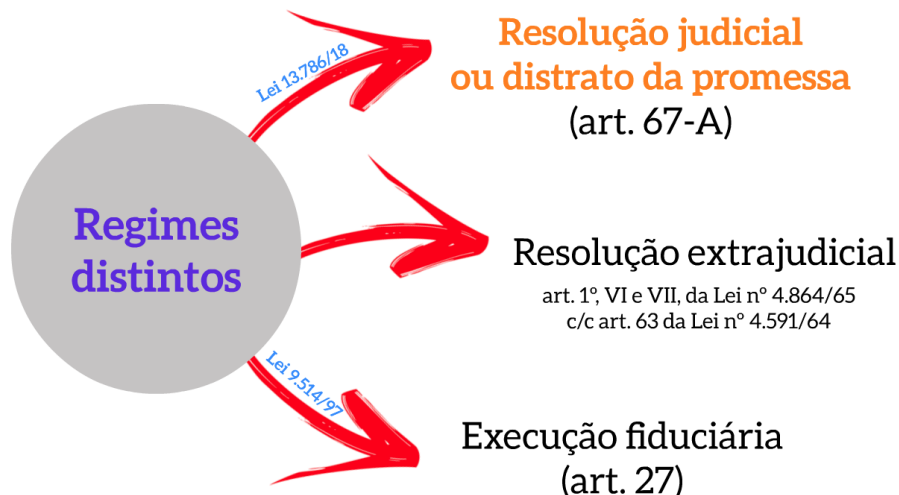 Regimes
distintos
Lei 13.786/18
Resolução judicial
ou distrato da promessa
(art. 67-A)
Resolução extrajudicial
art. 1º, VI e VII, da Lei nº 4.864/65
c/c art. 63 da Lei nº 4.591/64
Lei 9.514/97
Execução fiduciária
(art. 27)